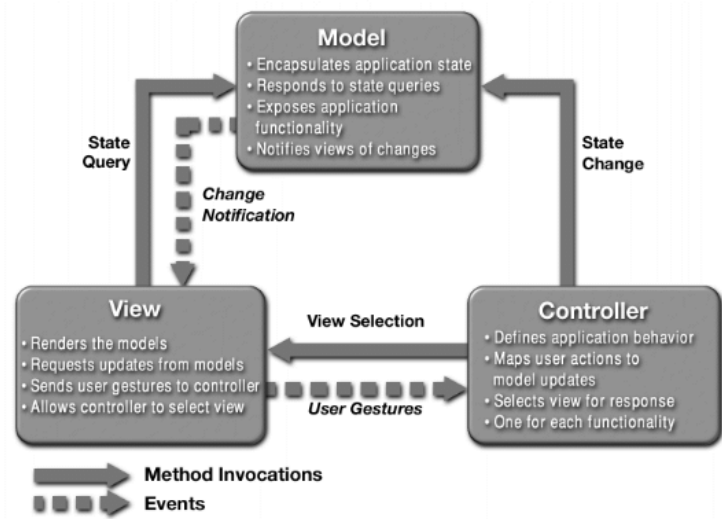 Model
• Encapsulates application state
• Responds to state queries
• Exposes application
functionality
• Notifies views of changes
State
Query
State
Change
Change
Notification
View
• Renders the models
• Requests updates from models
• Sends user gestures to controller
• Allows controller to select view
View Selection
User Gestures
Controller
• Defines application behavior
• Maps user actions to
model updates
• Selects view for response
• One for each functionality
Method Invocations
Events